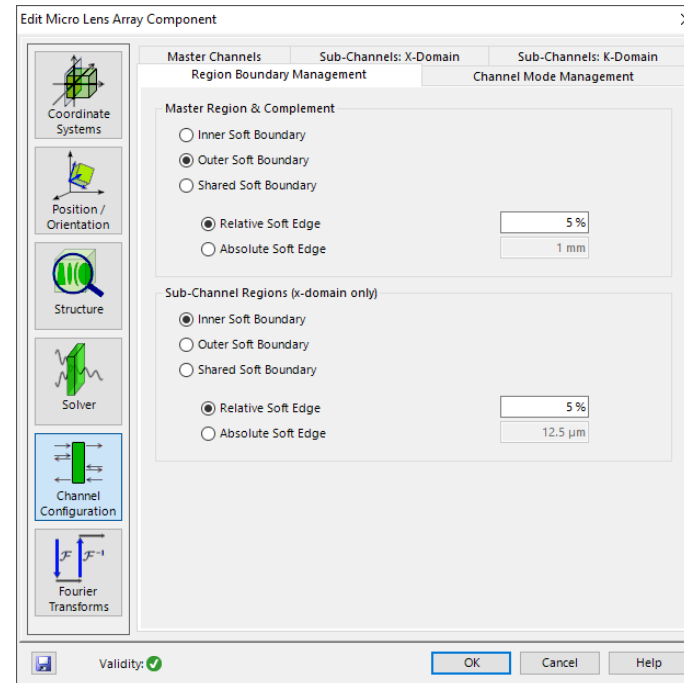 Edit Micro Lens Array Component
Coordinate
Systems
Position /
Orientation
Structure
Solver
Channel
Configuration
ℱ ℱ⁻¹
Fourier
Transforms
Master Channels Sub-Channels: X-Domain Sub-Channels: K-Domain
Region Boundary Management Channel Mode Management
Master Region & Complement
Inner Soft Boundary
Outer Soft Boundary
Shared Soft Boundary
Relative Soft Edge 5 %
Absolute Soft Edge 1 mm
Sub-Channel Regions (x-domain only)
Inner Soft Boundary
Outer Soft Boundary
Shared Soft Boundary
Relative Soft Edge 5 %
Absolute Soft Edge 12.5 µm
Validity: OK Cancel Help